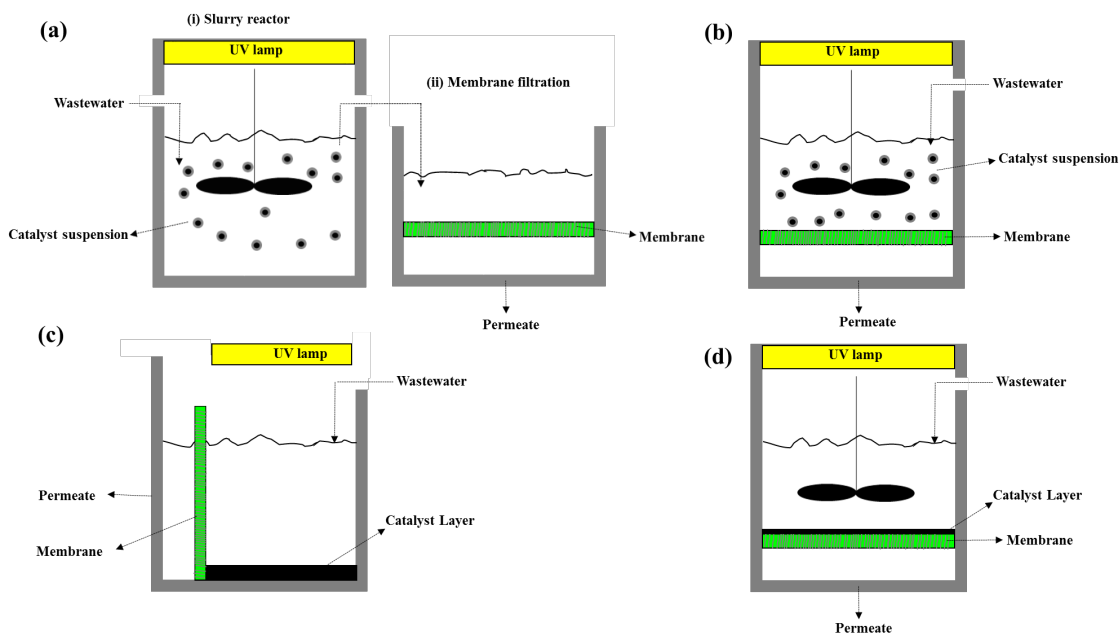 (a)
(i) Slurry reactor
UV lamp
Wastewater
(ii) Membrane filtration
Catalyst suspension
Membrane
Permeate
(b)
UV lamp
Wastewater
Catalyst suspension
Membrane
Permeate
(c)
UV lamp
Wastewater
Permeate
Catalyst Layer
Membrane
(d)
UV lamp
Wastewater
Catalyst Layer
Membrane
Permeate